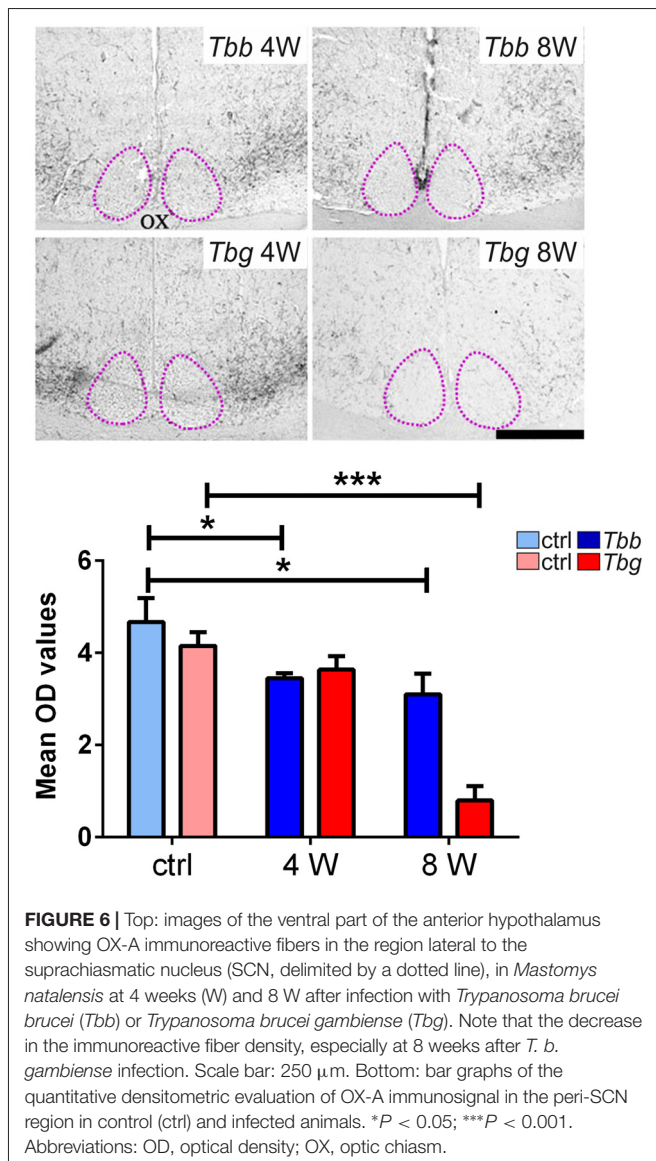 Tbb 4W
Tbb 8W
OX
Tbg 4W
Tbg 8W
***
*
*
ctrl Tbb
ctrl Tbg
6
4
2
0
Mean OD values
ctrl 4 W 8 W
FIGURE 6 | Top: images of the ventral part of the anterior hypothalamus
showing OX-A immunoreactive fibers in the region lateral to the
suprachiasmatic nucleus (SCN, delimited by a dotted line), in Mastomys
natalensis at 4 weeks (W) and 8 W after infection with Trypanosoma brucei
brucei (Tbb) or Trypanosoma brucei gambiense (Tbg). Note that the decrease
in the immunoreactive fiber density, especially at 8 weeks after T. b.
gambiense infection. Scale bar: 250 μm. Bottom: bar graphs of the
quantitative densitometric evaluation of OX-A immunosignal in the peri-SCN
region in control (ctrl) and infected animals. *P < 0.05; ***P < 0.001.
Abbreviations: OD, optical density; OX, optic chiasm.